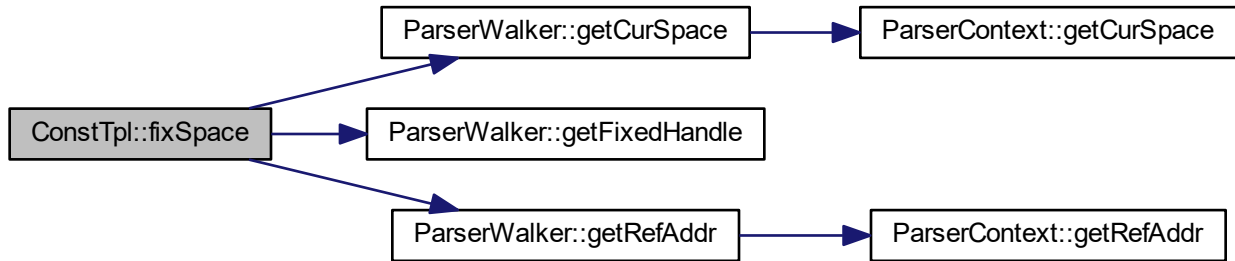 ParserWalker::getCurSpace
ParserContext::getCurSpace
ConstTpl::fixSpace
ParserWalker::getFixedHandle
ParserWalker::getRefAddr
ParserContext::getRefAddr